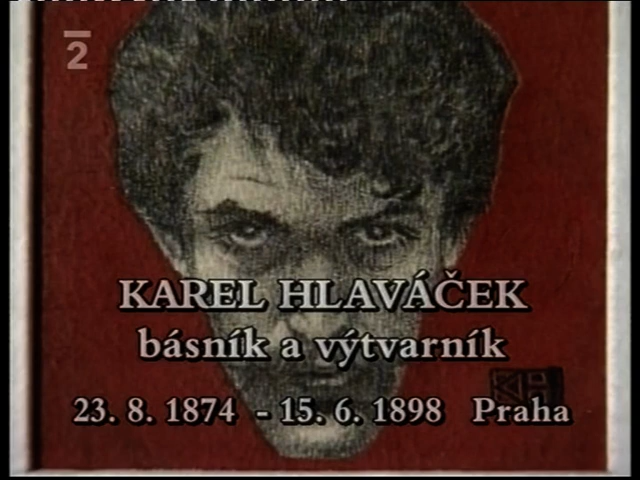 2
KAREL HLAVÁČEK
básník a výtvarník
23. 8. 1874 - 15. 6. 1898 Praha